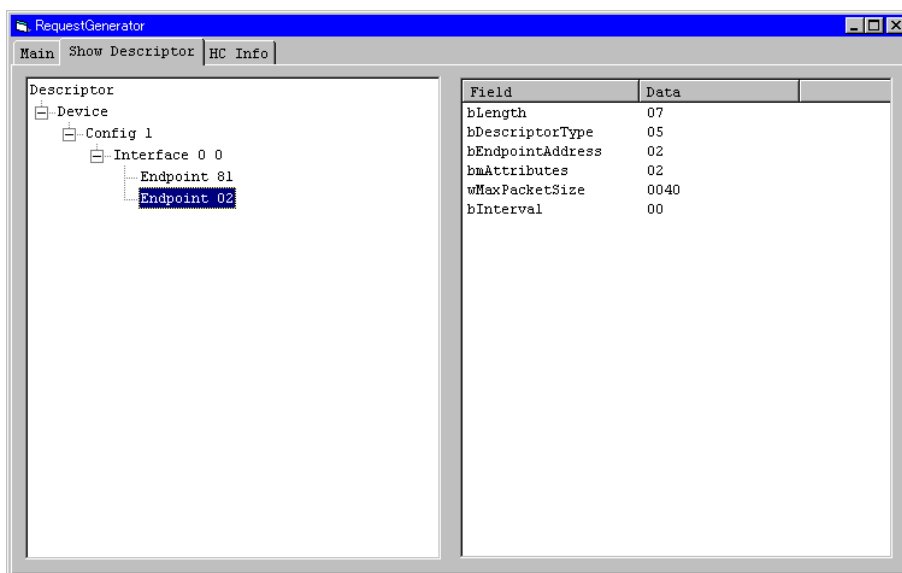 RequestGenerator
Main Show Descriptor HC Info
Descriptor
Device
Config 1
Interface 0 0
Endpoint 81
Endpoint 02
Field Data
bLength 07
bDescriptorType 05
bEndpointAddress 02
bmAttributes 02
wMaxPacketSize 0040
bInterval 00